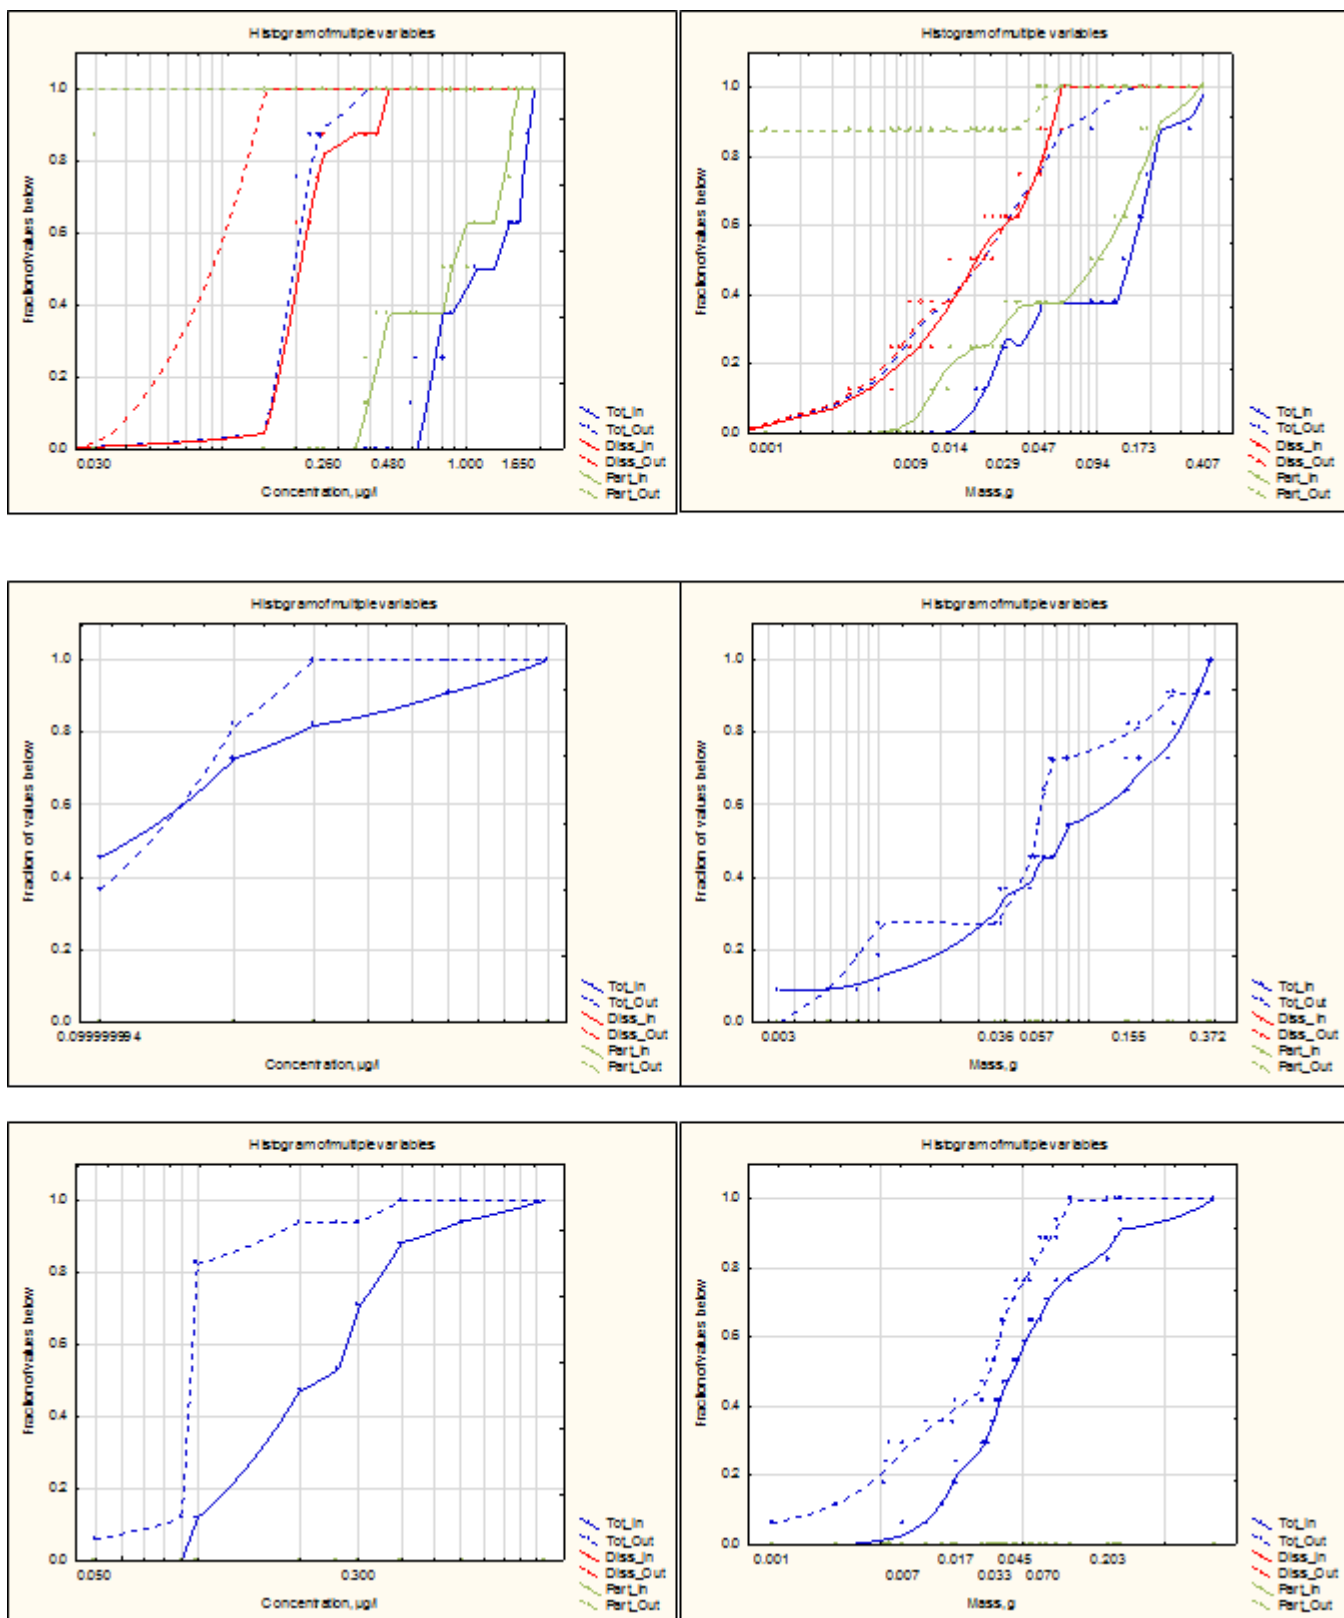 Histogram of multiple variables
Fraction of values below
1.0
0.8
0.6
0.4
0.2
0.0
0.030
0.260
0.480
1.000
1.650
Concentration, µg/l
Tot_In
Tot_Out
Diss_In
Diss_Out
Part_In
Part_Out
Histogram of multiple variables
Fraction of values below
1.0
0.8
0.6
0.4
0.2
0.0
0.001
0.014
0.047
0.173
0.009
0.029
0.094
0.407
Mass, g
Tot_In
Tot_Out
Diss_In
Diss_Out
Part_In
Part_Out
Histogram of multiple variables
Fraction of values below
1.0
0.8
0.6
0.4
0.2
0.0
0.099999994
Concentration, µg/l
Tot_In
Tot_Out
Diss_In
Diss_Out
Part_In
Part_Out
Histogram of multiple variables
Fraction of values below
1.0
0.8
0.6
0.4
0.2
0.0
0.003
0.036
0.057
0.155
0.372
Mass, g
Tot_In
Tot_Out
Diss_In
Diss_Out
Part_In
Part_Out
Histogram of multiple variables
Fraction of values below
1.0
0.8
0.6
0.4
0.2
0.0
0.050
0.300
Concentration, µg/l
Tot_In
Tot_Out
Diss_In
Diss_Out
Part_In
Part_Out
Histogram of multiple variables
Fraction of values below
1.0
0.8
0.6
0.4
0.2
0.0
0.001
0.017
0.045
0.203
0.007
0.033
0.070
Mass, g
Tot_In
Tot_Out
Diss_In
Diss_Out
Part_In
Part_Out